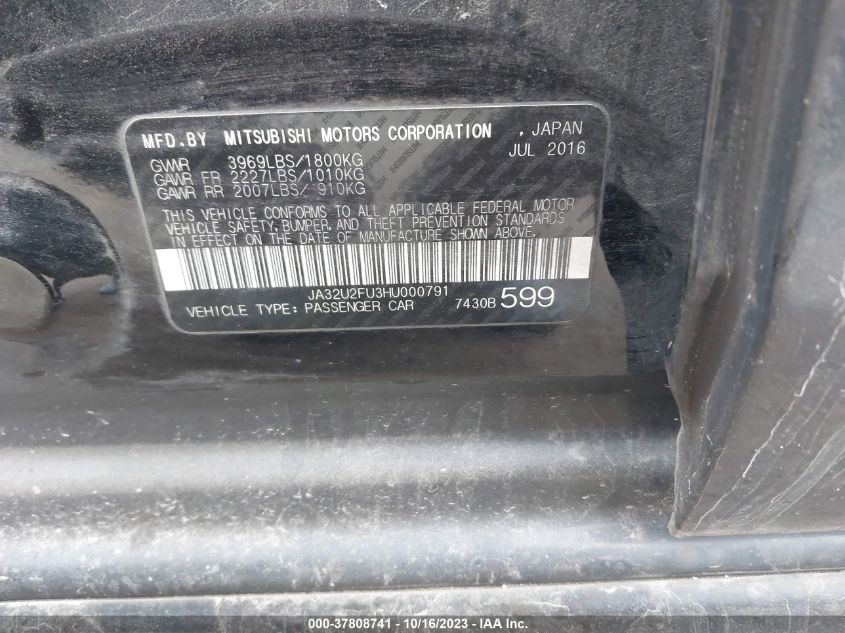 MFD.BY MITSUBISHI MOTORS CORPORATION , JAPAN
JUL 2016
GVWR 3969LBS/1800KG
GAWR FR 2227LBS/1010KG
GAWR RR 2007LBS/ 910KG
THIS VEHICLE CONFORMS TO ALL APPLICABLE FEDERAL MOTOR
VEHICLE SAFETY, BUMPER, AND THEFT PREVENTION STANDARDS
IN EFFECT ON THE DATE OF MANUFACTURE SHOWN ABOVE.
JA32U2FU3HU000791
VEHICLE TYPE: PASSENGER CAR 7430B 599
000-37808741 - 10/16/2023 - IAA Inc.